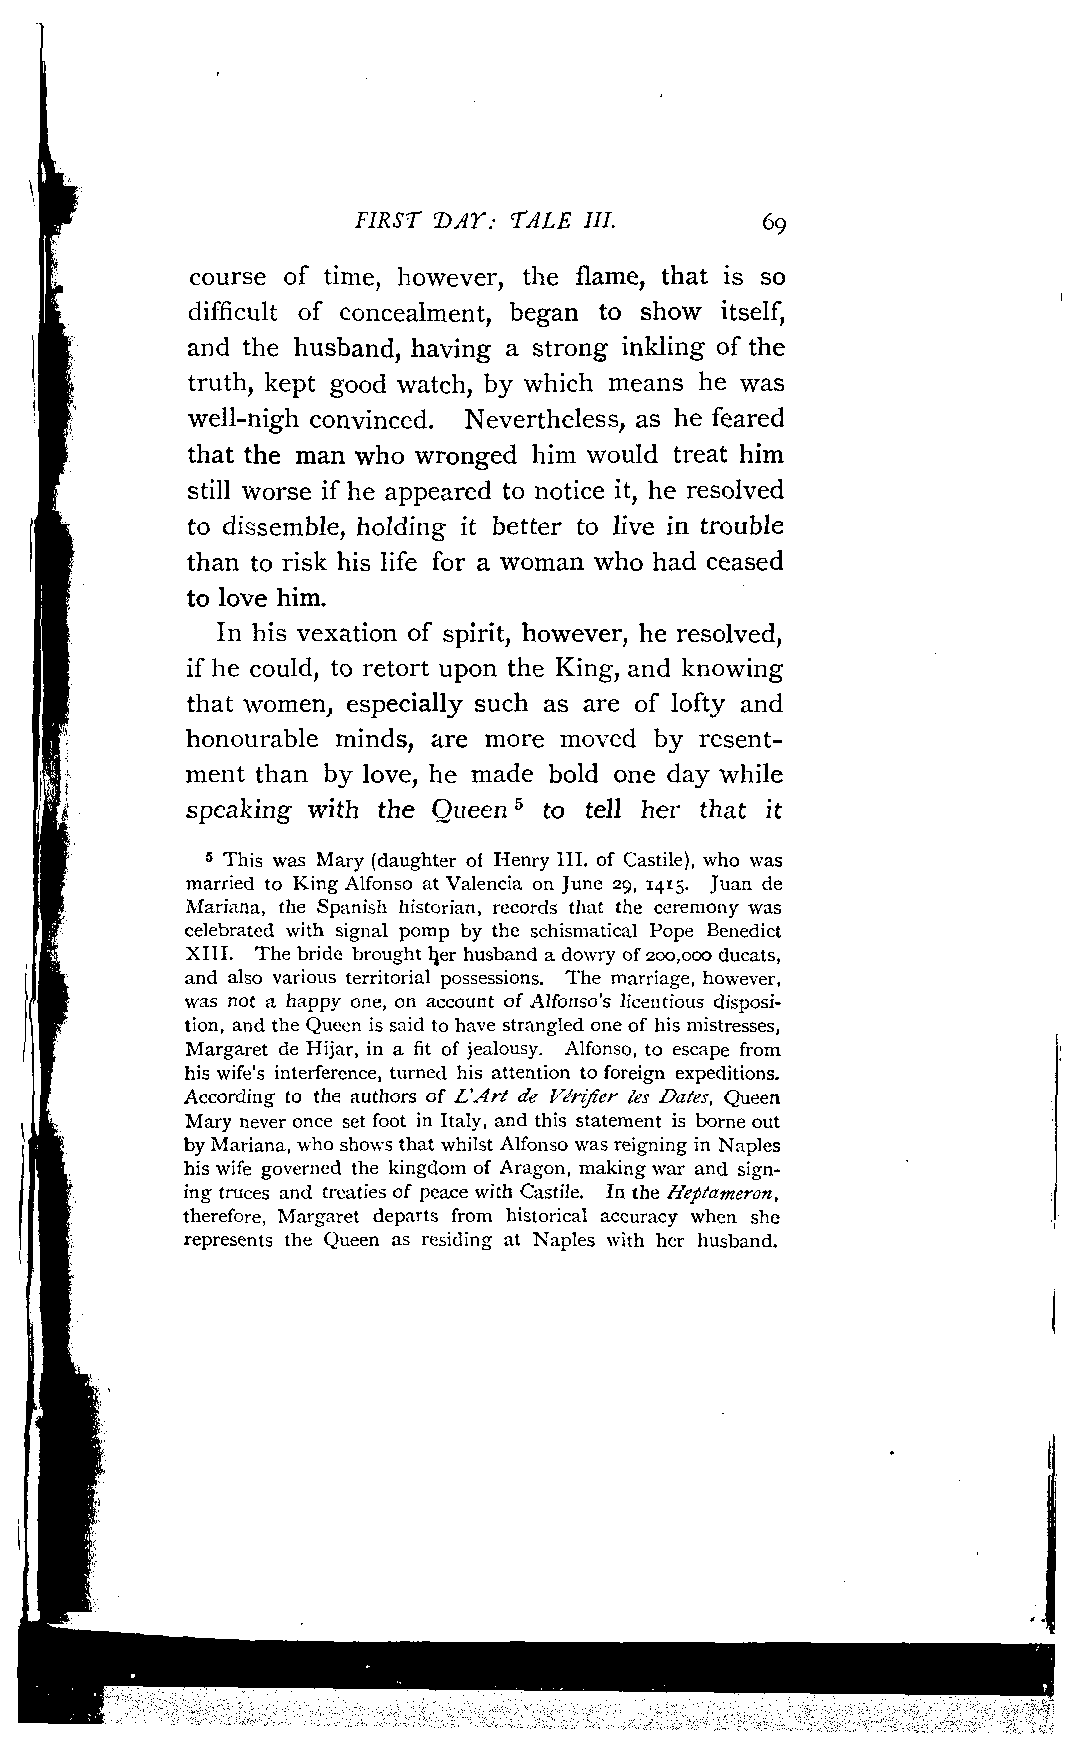 FIRST DAY: TALE III. 69
course of time, however, the flame, that is so
difficult of concealment, began to show itself,
and the husband, having a strong inkling of the
truth, kept good watch, by which means he was
well-nigh convinced. Nevertheless, as he feared
that the man who wronged him would treat him
still worse if he appeared to notice it, he resolved
to dissemble, holding it better to live in trouble
than to risk his life for a woman who had ceased
to love him.
In his vexation of spirit, however, he resolved,
if he could, to retort upon the King, and knowing
that women, especially such as are of lofty and
honourable minds, are more moved by resent-
ment than by love, he made bold one day while
speaking with the Queen ⁵ to tell her that it
⁵ This was Mary (daughter of Henry III. of Castile), who was
married to King Alfonso at Valencia on June 29, 1415. Juan de
Mariana, the Spanish historian, records that the ceremony was
celebrated with signal pomp by the schismatical Pope Benedict
XIII. The bride brought her husband a dowry of 200,000 ducats,
and also various territorial possessions. The marriage, however,
was not a happy one, on account of Alfonso's licentious disposi-
tion, and the Queen is said to have strangled one of his mistresses,
Margaret de Hijar, in a fit of jealousy. Alfonso, to escape from
his wife's interference, turned his attention to foreign expeditions.
According to the authors of L'Art de Vérifier les Dates, Queen
Mary never once set foot in Italy, and this statement is borne out
by Mariana, who shows that whilst Alfonso was reigning in Naples
his wife governed the kingdom of Aragon, making war and sign-
ing truces and treaties of peace with Castile. In the Heptameron,
therefore, Margaret departs from historical accuracy when she
represents the Queen as residing at Naples with her husband.